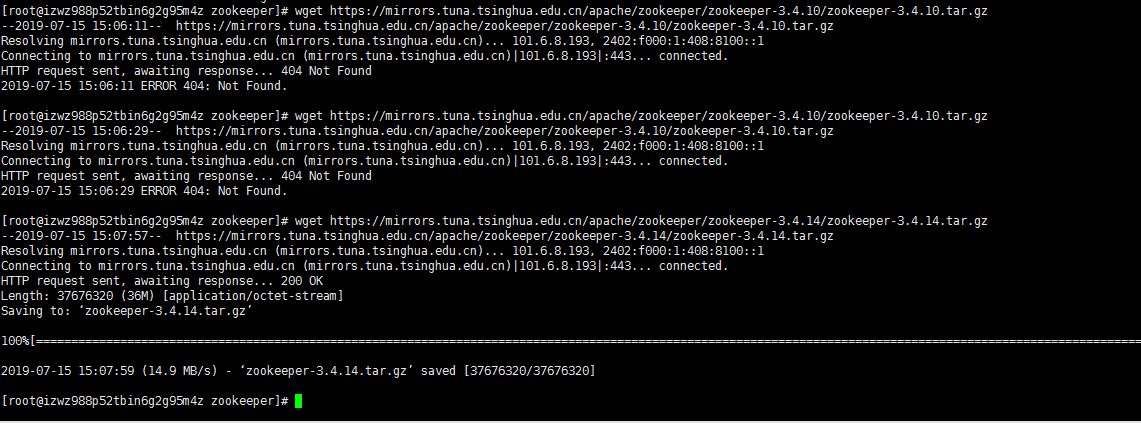 [root@izwz988p52tbin6g2g95m4z zookeeper]# wget https://mirrors.tuna.tsinghua.edu.cn/apache/zookeeper/zookeeper-3.4.10/zookeeper-3.4.10.tar.gz
--2019-07-15 15:06:11--  https://mirrors.tuna.tsinghua.edu.cn/apache/zookeeper/zookeeper-3.4.10/zookeeper-3.4.10.tar.gz
Resolving mirrors.tuna.tsinghua.edu.cn (mirrors.tuna.tsinghua.edu.cn)... 101.6.8.193, 2402:f000:1:408:8100::1
Connecting to mirrors.tuna.tsinghua.edu.cn (mirrors.tuna.tsinghua.edu.cn)|101.6.8.193|:443... connected.
HTTP request sent, awaiting response... 404 Not Found
2019-07-15 15:06:11 ERROR 404: Not Found.
[root@izwz988p52tbin6g2g95m4z zookeeper]# wget https://mirrors.tuna.tsinghua.edu.cn/apache/zookeeper/zookeeper-3.4.10/zookeeper-3.4.10.tar.gz
--2019-07-15 15:06:29--  https://mirrors.tuna.tsinghua.edu.cn/apache/zookeeper/zookeeper-3.4.10/zookeeper-3.4.10.tar.gz
Resolving mirrors.tuna.tsinghua.edu.cn (mirrors.tuna.tsinghua.edu.cn)... 101.6.8.193, 2402:f000:1:408:8100::1
Connecting to mirrors.tuna.tsinghua.edu.cn (mirrors.tuna.tsinghua.edu.cn)|101.6.8.193|:443... connected.
HTTP request sent, awaiting response... 404 Not Found
2019-07-15 15:06:29 ERROR 404: Not Found.
[root@izwz988p52tbin6g2g95m4z zookeeper]# wget https://mirrors.tuna.tsinghua.edu.cn/apache/zookeeper/zookeeper-3.4.14/zookeeper-3.4.14.tar.gz
--2019-07-15 15:07:57--  https://mirrors.tuna.tsinghua.edu.cn/apache/zookeeper/zookeeper-3.4.14/zookeeper-3.4.14.tar.gz
Resolving mirrors.tuna.tsinghua.edu.cn (mirrors.tuna.tsinghua.edu.cn)... 101.6.8.193, 2402:f000:1:408:8100::1
Connecting to mirrors.tuna.tsinghua.edu.cn (mirrors.tuna.tsinghua.edu.cn)|101.6.8.193|:443... connected.
HTTP request sent, awaiting response... 200 OK
Length: 37676320 (36M) [application/octet-stream]
Saving to: ‘zookeeper-3.4.14.tar.gz’
100%[==============================================================================================================================================================
2019-07-15 15:07:59 (14.9 MB/s) - ‘zookeeper-3.4.14.tar.gz’ saved [37676320/37676320]
[root@izwz988p52tbin6g2g95m4z zookeeper]#